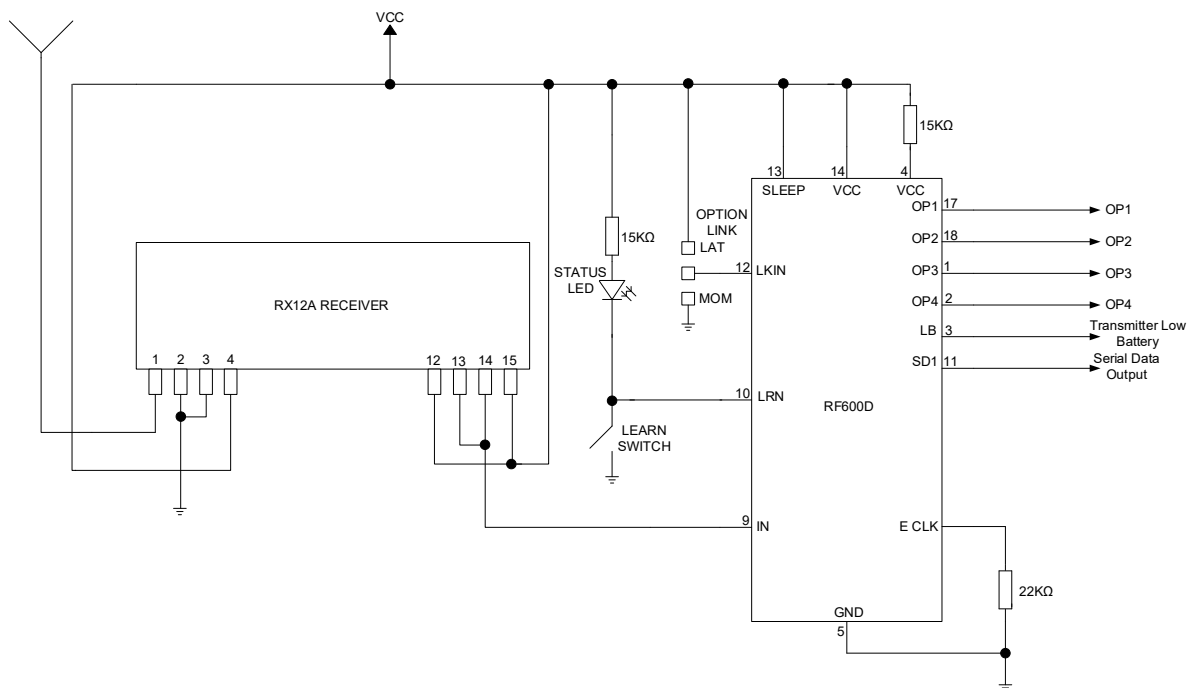 VCC
15KΩ
13
14
4
SLEEP
VCC
VCC
OP1 17
OP1
OPTION
LINK
LAT
15KΩ
OP2
18
OP2
12 LKIN
OP3
1
OP3
STATUS
LED
MOM
OP4 2
OP4
RX12A RECEIVER
LB
3
Transmitter Low
Battery
SD1 11
Serial Data
Output
1 2 3 4
12 13 14 15
10 LRN
RF600D
LEARN
SWITCH
9 IN
E CLK
22KΩ
GND
5